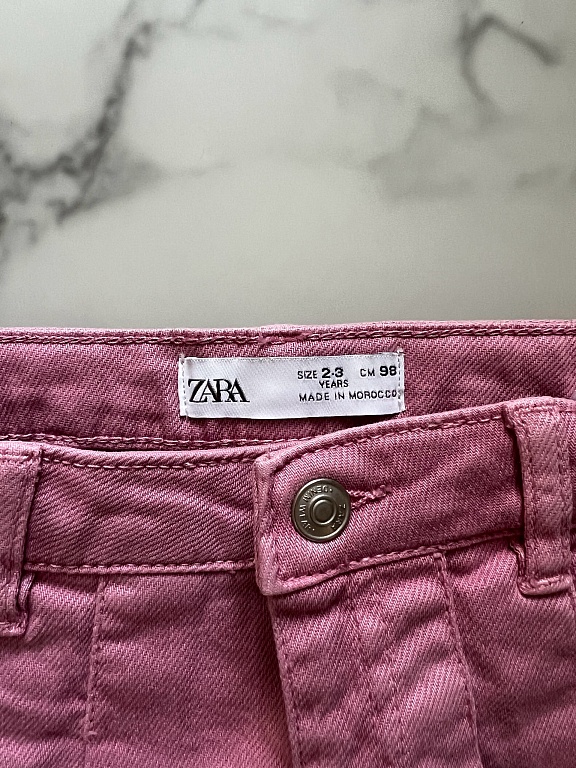 ZARA
SIZE 2-3 CM 98
YEARS
MADE IN MOROCCO